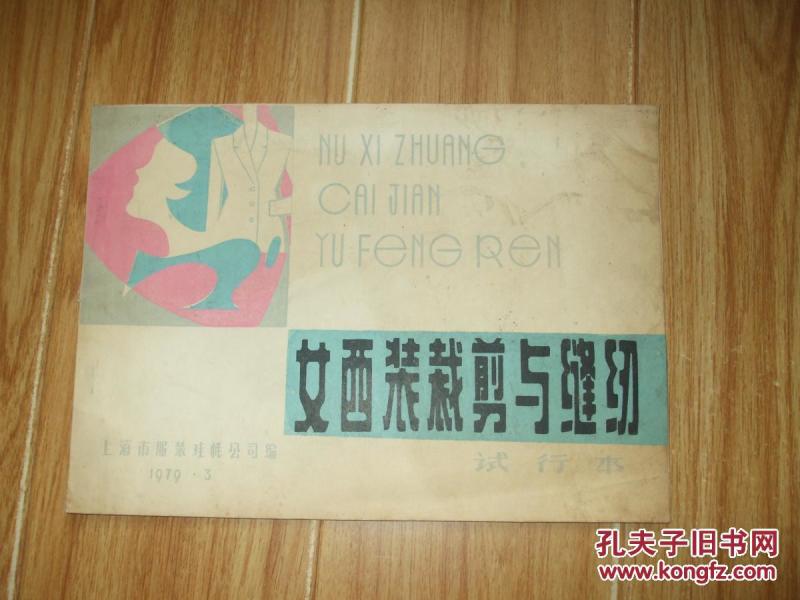 NU XI ZHUANG
CAI JIAN
YU FENG REN
女西装裁剪与缝纫
试行本
上海市服装鞋帽公司编
1979·3
孔夫子旧书网
www.kongfz.com